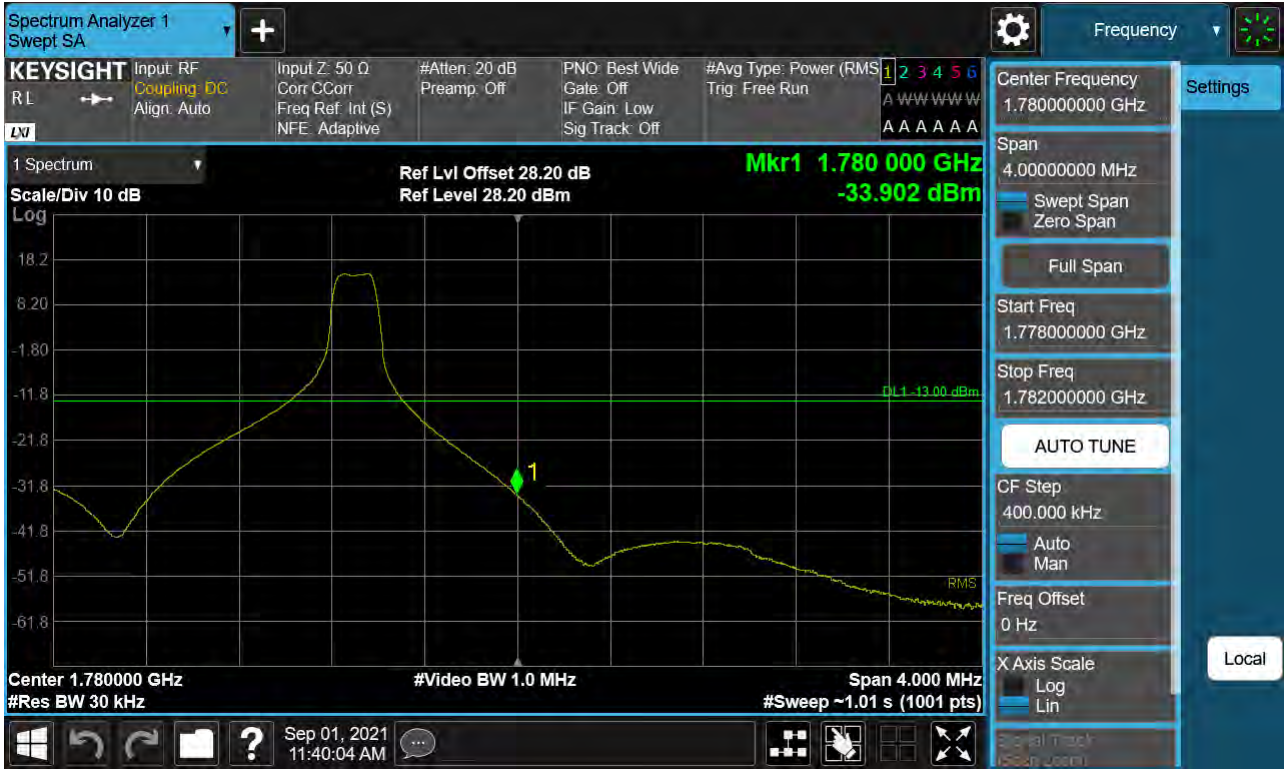 Spectrum Analyzer 1
Swept SA
+
Frequency
KEYSIGHT
RL
LXI
Input: RF
Coupling: DC
Align: Auto
Input Z: 50 Ω
Corr CCorr
Freq Ref: Int (S)
NFE: Adaptive
#Atten: 20 dB
Preamp: Off
PNO: Best Wide
Gate: Off
IF Gain: Low
Sig Track: Off
#Avg Type: Power (RMS
Trig: Free Run
1 2 3 4 5 6
A W W W W W
A A A A A A
1 Spectrum
Scale/Div 10 dB
Log
Ref Lvl Offset 28.20 dB
Ref Level 28.20 dBm
Mkr1 1.780 000 GHz
-33.902 dBm
18.2
8.20
-1.80
-11.8
-21.8
-31.8
-41.8
-51.8
-61.8
DL1 -13.00 dBm
1
RMS
Center 1.780000 GHz
#Video BW 1.0 MHz
Span 4.000 MHz
#Res BW 30 kHz
#Sweep ~1.01 s (1001 pts)
Sep 01, 2021
11:40:04 AM
?
Center Frequency
1.780000000 GHz
Span
4.00000000 MHz
Swept Span
Zero Span
Full Span
Start Freq
1.778000000 GHz
Stop Freq
1.782000000 GHz
AUTO TUNE
CF Step
400.000 kHz
Auto
Man
Freq Offset
0 Hz
X Axis Scale
Log
Lin
Signal Track
(Span Zoom)
Settings
Local